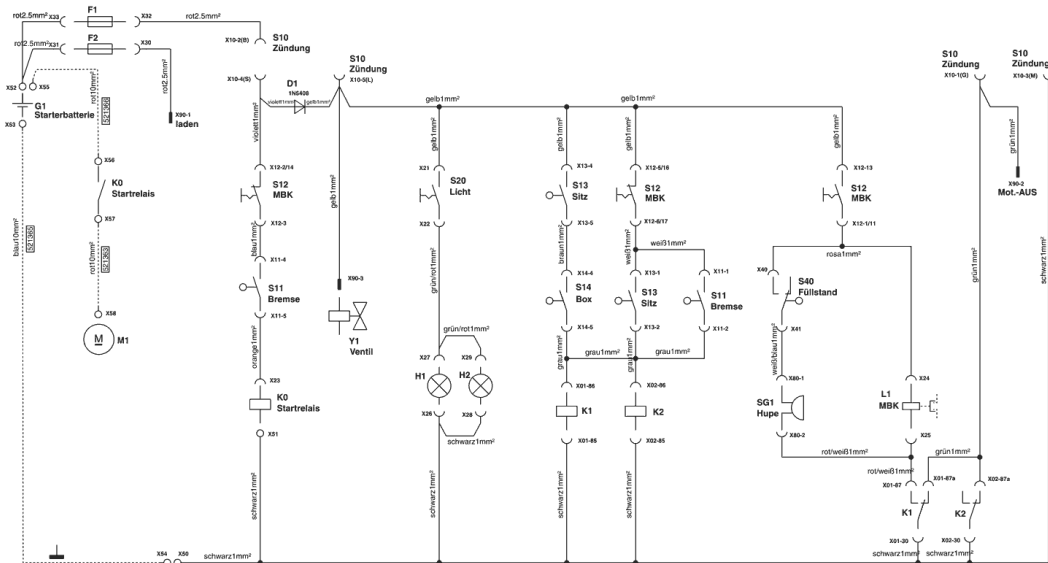 X33
F1
X32
rot2.5mm²
rot2.5mm²
X31
F2
X30
rot2.5mm²
X52
X55
G1
Starterbatterie
X53
rot10mm²
521366
X90-1
laden
X56
K0
Startrelais
X57
blau10mm²
521365
rot10mm²
521363
X58
M
M1
X54
X50
schwarz1mm²
X10-2(B)
S10
Zündung
X10-4(S)
D1
1N5408
violett1mm²
gelb1mm²
violett1mm²
X12-2/14
S12
MBK
X12-3
blau1mm²
X11-4
S11
Bremse
X11-5
orange1mm²
X23
K0
Startrelais
X51
schwarz1mm²
S10
Zündung
X10-5(L)
gelb1mm²
X90-3
Y1
Ventil
gelb1mm²
gelb1mm²
X21
S20
Licht
X22
grün/rot1mm²
grün/rot1mm²
X27
X29
H1
H2
X26
X28
schwarz1mm²
schwarz1mm²
gelb1mm²
X13-4
S13
Sitz
X13-5
braun1mm²
X14-4
S14
Box
X14-5
grau1mm²
grau1mm²
X01-86
K1
X01-85
schwarz1mm²
gelb1mm²
gelb1mm²
X12-5/16
S12
MBK
X12-6/17
weiß1mm²
weiß1mm²
X13-1
S13
Sitz
X13-2
X11-1
S11
Bremse
X11-2
grau1mm²
grau1mm²
X02-86
K2
X02-85
schwarz1mm²
gelb1mm²
X12-13
S12
MBK
X12-1/11
rosa1mm²
X40
S40
Füllstand
X41
weiß/blau1mm²
X80-1
SG1
Hupe
X80-2
rot/weiß1mm²
X24
L1
MBK
X25
rot/weiß1mm²
grün1mm²
X01-87
X01-87a
X02-87a
K1
K2
X01-30
X02-30
schwarz1mm²
schwarz1mm²
S10
Zündung
X10-1(G)
grün1mm²
X90-2
Mot.-AUS
grün1mm²
S10
Zündung
X10-3(M)
schwarz1mm²